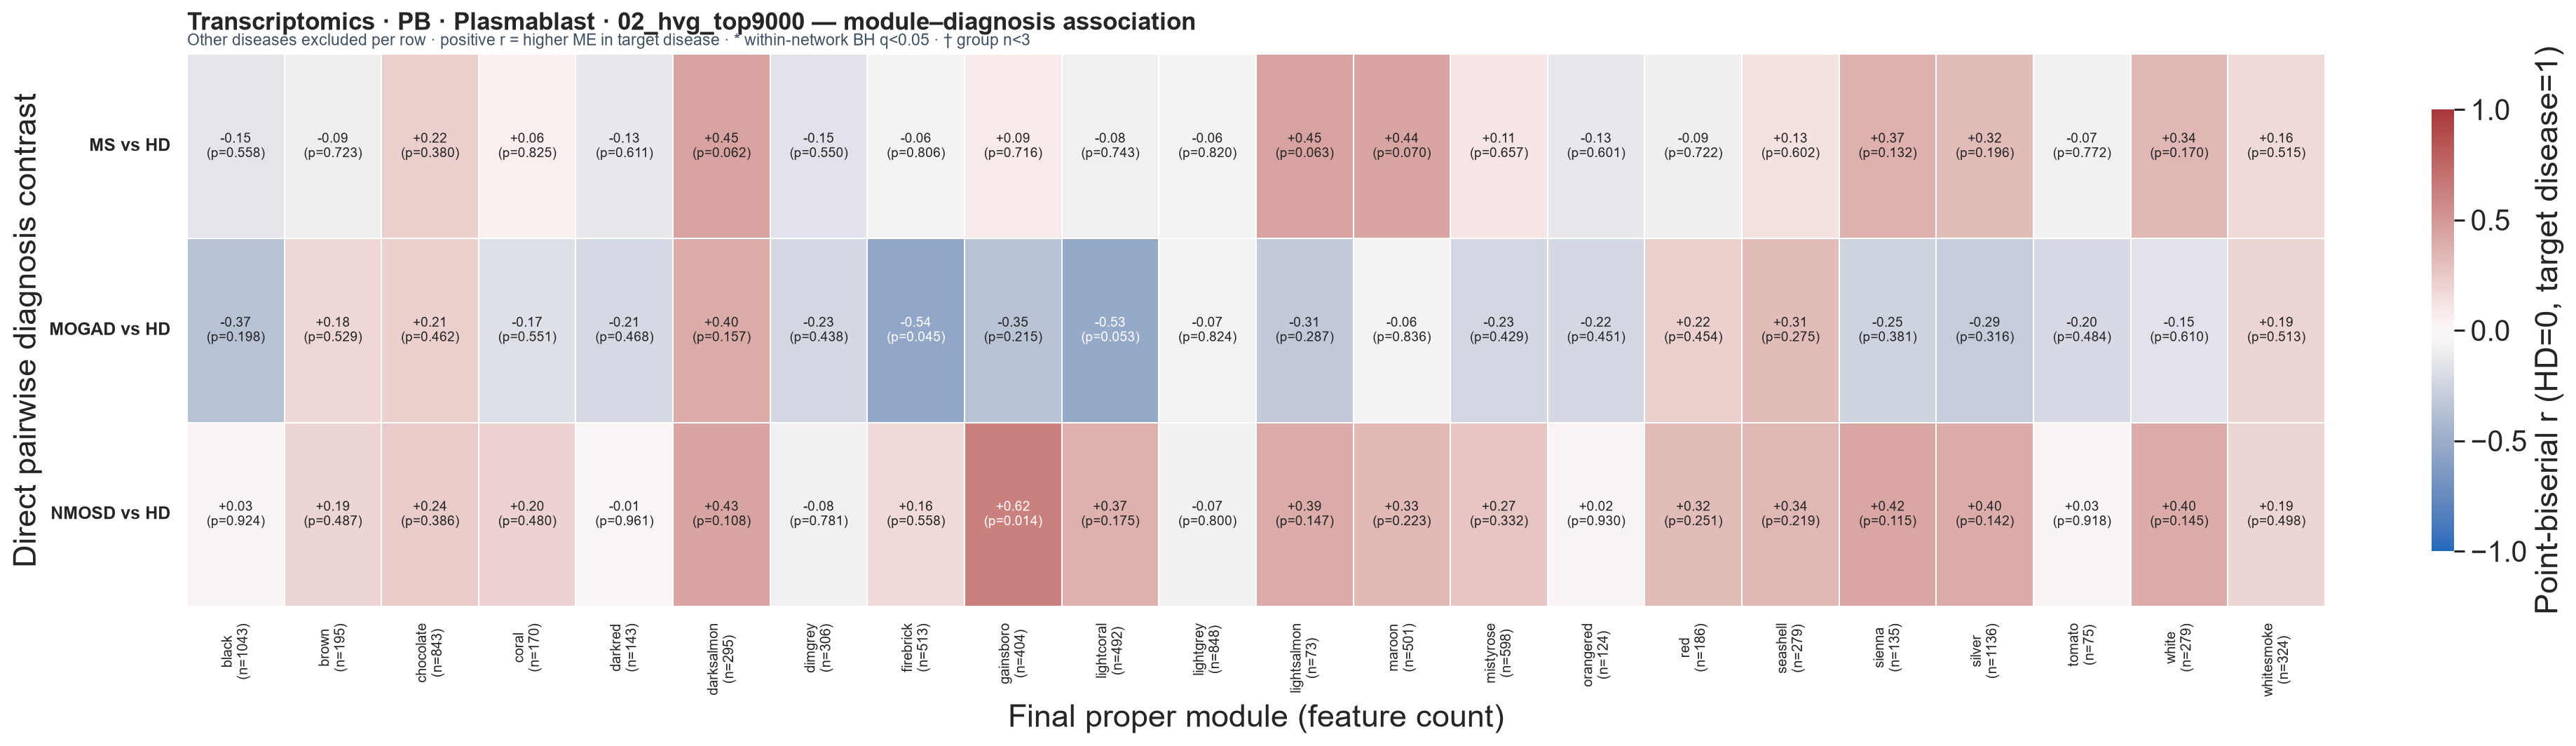 Transcriptomics · PB · Plasmablast · 02_hvg_top9000 — module–diagnosis association
Other diseases excluded per row · positive r = higher ME in target disease · * within-network BH q<0.05 · † group n<3
Direct pairwise diagnosis contrast
MS vs HD
-0.15 -0.09 +0.22 +0.06 -0.13 +0.45 -0.15 -0.06 +0.09 -0.08 -0.06 +0.45 +0.44 +0.11 -0.13 -0.09 +0.13 +0.37 +0.32 -0.07 +0.34 +0.16
(p=0.558) (p=0.723) (p=0.380) (p=0.825) (p=0.611) (p=0.062) (p=0.550) (p=0.806) (p=0.716) (p=0.743) (p=0.820) (p=0.063) (p=0.070) (p=0.657) (p=0.601) (p=0.722) (p=0.602) (p=0.132) (p=0.196) (p=0.772) (p=0.170) (p=0.515)
MOGAD vs HD
-0.37 +0.18 +0.21 -0.17 -0.21 +0.40 -0.23 -0.54 -0.35 -0.53 -0.07 -0.31 -0.06 -0.23 -0.22 +0.22 +0.31 -0.25 -0.29 -0.20 -0.15 +0.19
(p=0.198) (p=0.529) (p=0.462) (p=0.551) (p=0.468) (p=0.157) (p=0.438) (p=0.045) (p=0.215) (p=0.053) (p=0.824) (p=0.287) (p=0.836) (p=0.429) (p=0.451) (p=0.454) (p=0.275) (p=0.381) (p=0.316) (p=0.484) (p=0.610) (p=0.513)
NMOSD vs HD
+0.03 +0.19 +0.24 +0.20 -0.01 +0.43 -0.08 +0.16 +0.62 +0.37 -0.07 +0.39 +0.33 +0.27 +0.02 +0.32 +0.34 +0.42 +0.40 +0.03 +0.40 +0.19
(p=0.924) (p=0.487) (p=0.386) (p=0.480) (p=0.961) (p=0.108) (p=0.781) (p=0.558) (p=0.014) (p=0.175) (p=0.800) (p=0.147) (p=0.223) (p=0.332) (p=0.930) (p=0.251) (p=0.219) (p=0.115) (p=0.142) (p=0.918) (p=0.145) (p=0.498)
black
(n=1043)
brown
(n=195)
chocolate
(n=843)
coral
(n=170)
darkred
(n=143)
darksalmon
(n=295)
dimgrey
(n=306)
firebrick
(n=513)
gainsboro
(n=404)
lightcoral
(n=492)
lightgrey
(n=848)
lightsalmon
(n=73)
maroon
(n=501)
mistyrose
(n=598)
orangered
(n=124)
red
(n=186)
seashell
(n=279)
sienna
(n=135)
silver
(n=1136)
tomato
(n=75)
white
(n=279)
whitesmoke
(n=324)
Final proper module (feature count)
1.0
0.5
0.0
−0.5
−1.0
Point-biserial r (HD=0, target disease=1)